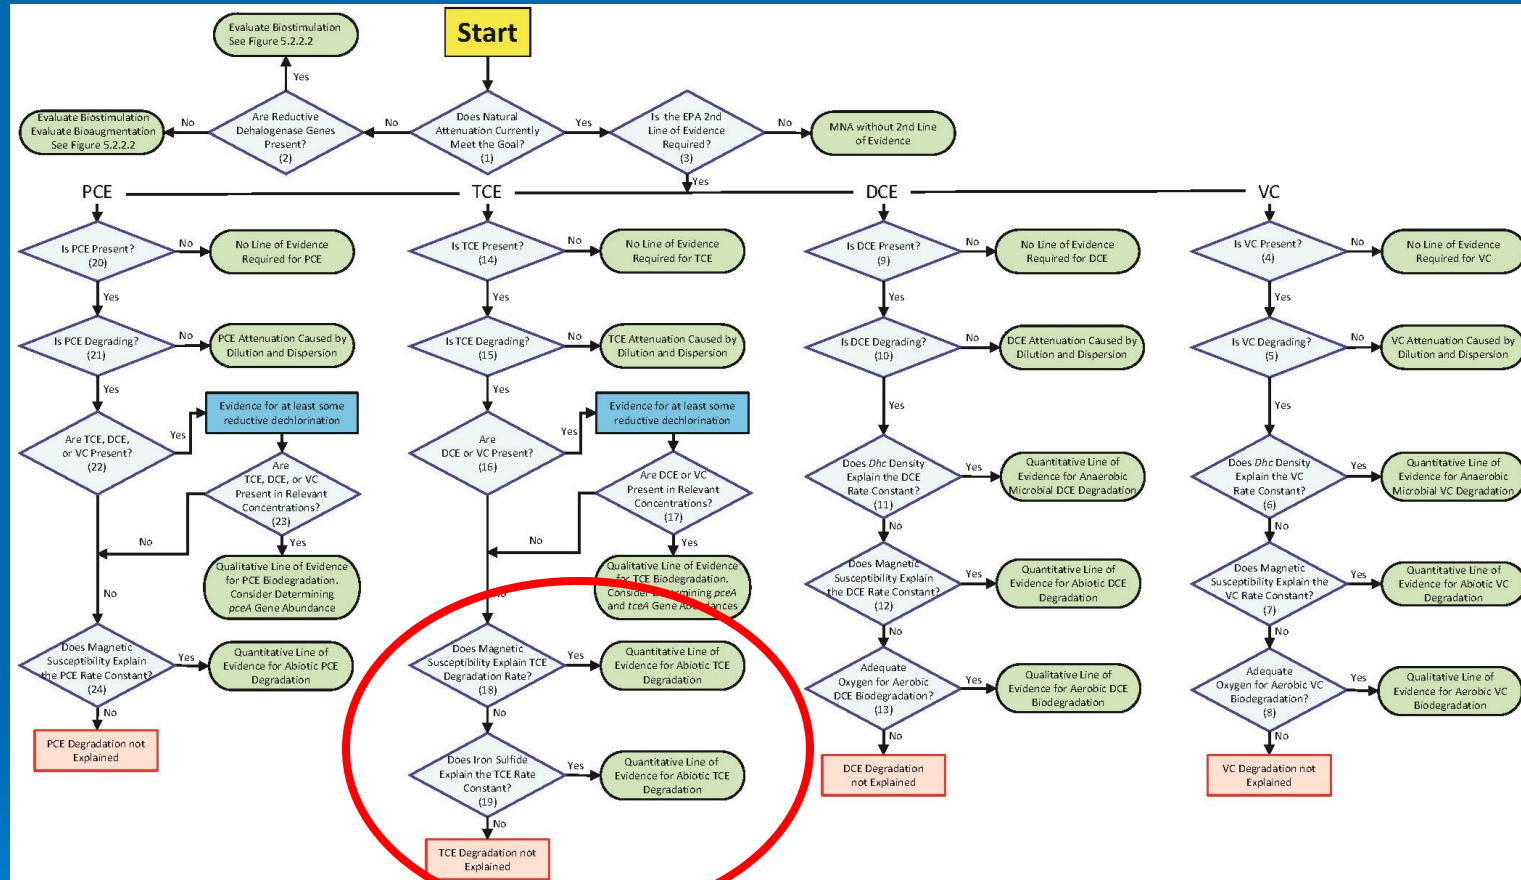 Evaluate Biostimulation
See Figure 5.2.2.2
Start
Yes
Evaluate Biostimulation
Evaluate Bioaugmentation
See Figure 5.2.2.2
No
Are Reductive
Dehalogenase Genes
Present?
(2)
No
Does Natural
Attenuation Currently
Meet the Goal?
(1)
Yes
Is the EPA 2nd
Line of Evidence
Required?
(3)
No
MNA without 2nd Line
of Evidence
Yes
PCE
TCE
DCE
VC
Is PCE Present?
(20)
No
No Line of Evidence
Required for PCE
Yes
Is PCE Degrading?
(21)
No
PCE Attenuation Caused by
Dilution and Dispersion
Yes
Are TCE, DCE,
or VC Present?
(22)
Yes
Evidence for at least some
reductive dechlorination
Are
TCE, DCE, or VC
Present in Relevant
Concentrations?
(23)
No
Yes
Qualitative Line of Evidence
for PCE Biodegradation.
Consider Determining
pceA Gene Abundance
No
Does Magnetic
Susceptibility Explain
the PCE Rate Constant?
(24)
Yes
Quantitative Line of
Evidence for Abiotic PCE
Degradation
No
PCE Degradation not
Explained
Is TCE Present?
(14)
No
No Line of Evidence
Required for TCE
Yes
Is TCE Degrading?
(15)
No
TCE Attenuation Caused by
Dilution and Dispersion
Yes
Are
DCE or VC Present?
(16)
Yes
Evidence for at least some
reductive dechlorination
Are DCE or VC
Present in Relevant
Concentrations?
(17)
No
Yes
Qualitative Line of Evidence
for TCE Biodegradation.
Consider Determining pceA
and tceA Gene Abundances
No
Does Magnetic
Susceptibility Explain TCE
Degradation Rate?
(18)
Yes
Quantitative Line of
Evidence for Abiotic TCE
Degradation
No
Does Iron Sulfide
Explain the TCE Rate
Constant?
(19)
Yes
Quantitative Line of
Evidence for Abiotic TCE
Degradation
No
TCE Degradation not
Explained
Is DCE Present?
(9)
No
No Line of Evidence
Required for DCE
Yes
Is DCE Degrading?
(10)
No
DCE Attenuation Caused by
Dilution and Dispersion
Yes
Does Dhc Density
Explain the DCE
Rate Constant?
(11)
Yes
Quantitative Line of
Evidence for Anaerobic
Microbial DCE Degradation
No
Does Magnetic
Susceptibility Explain
the DCE Rate Constant?
(12)
Yes
Quantitative Line of
Evidence for Abiotic DCE
Degradation
No
Adequate
Oxygen for Aerobic
DCE Biodegradation?
(13)
Yes
Qualitative Line of
Evidence for Aerobic DCE
Biodegradation
No
DCE Degradation
not Explained
Is VC Present?
(4)
No
No Line of Evidence
Required for VC
Yes
Is VC Degrading?
(5)
No
VC Attenuation Caused by
Dilution and Dispersion
Yes
Does Dhc Density
Explain the VC
Rate Constant?
(6)
Yes
Quantitative Line of
Evidence for Anaerobic
Microbial VC Degradation
No
Does Magnetic
Susceptibility Explain the
VC Rate Constant?
(7)
Yes
Quantitative Line of
Evidence for Abiotic VC
Degradation
No
Adequate
Oxygen for Aerobic VC
Biodegradation?
(8)
Yes
Qualitative Line of
Evidence for Aerobic VC
Biodegradation
No
VC Degradation not
Explained